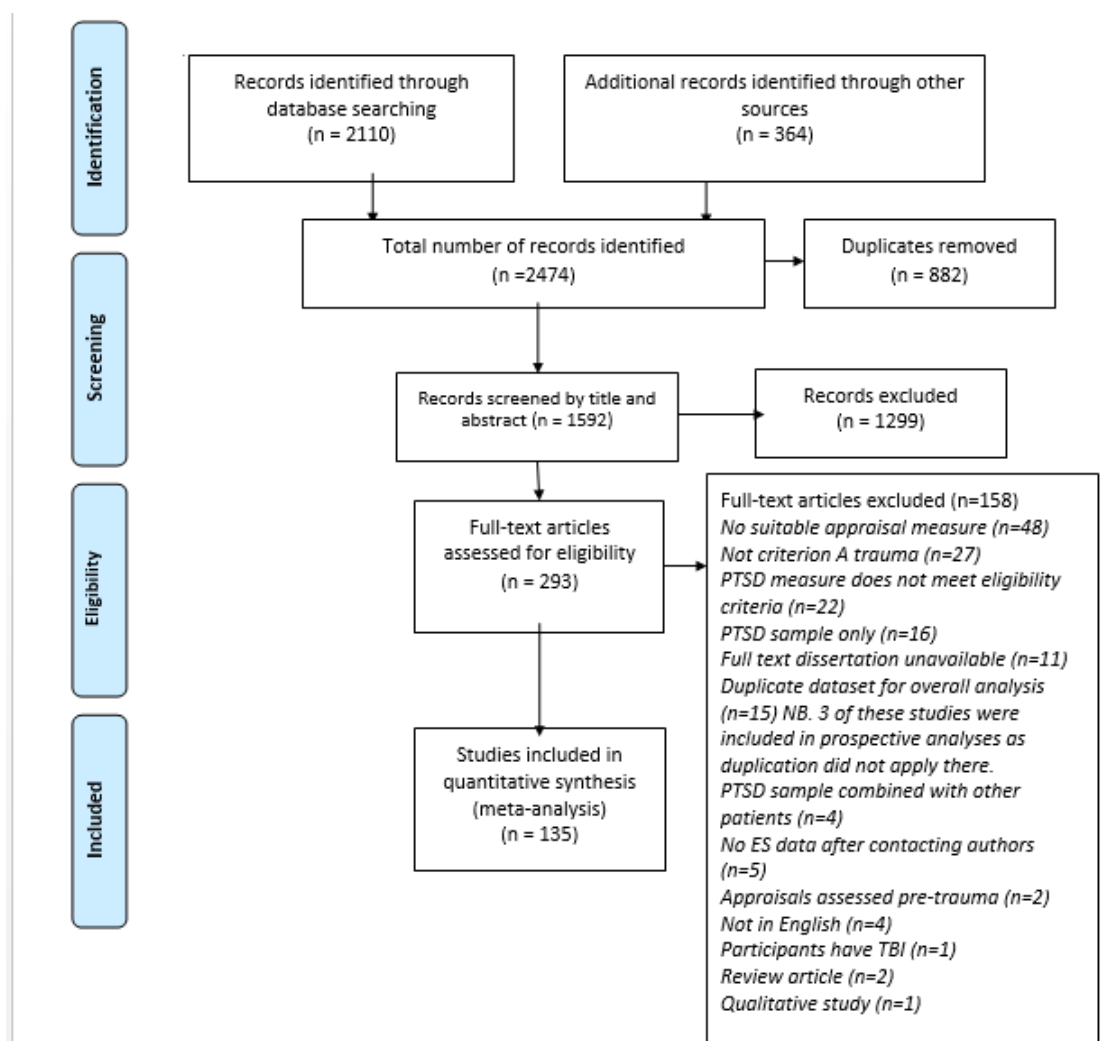 Identification
Records identified through
database searching
(n = 2110)
Additional records identified through other
sources
(n = 364)
Total number of records identified
(n =2474)
Duplicates removed
(n = 882)
Screening
Records screened by title and
abstract (n = 1592)
Records excluded
(n = 1299)
Eligibility
Full-text articles
assessed for eligibility
(n = 293)
Full-text articles excluded (n=158)
No suitable appraisal measure (n=48)
Not criterion A trauma (n=27)
PTSD measure does not meet eligibility
criteria (n=22)
PTSD sample only (n=16)
Full text dissertation unavailable (n=11)
Duplicate dataset for overall analysis
(n=15) NB. 3 of these studies were
included in prospective analyses as
duplication did not apply there.
PTSD sample combined with other
patients (n=4)
No ES data after contacting authors
(n=5)
Appraisals assessed pre-trauma (n=2)
Not in English (n=4)
Participants have TBI (n=1)
Review article (n=2)
Qualitative study (n=1)
Included
Studies included in
quantitative synthesis
(meta-analysis)
(n = 135)